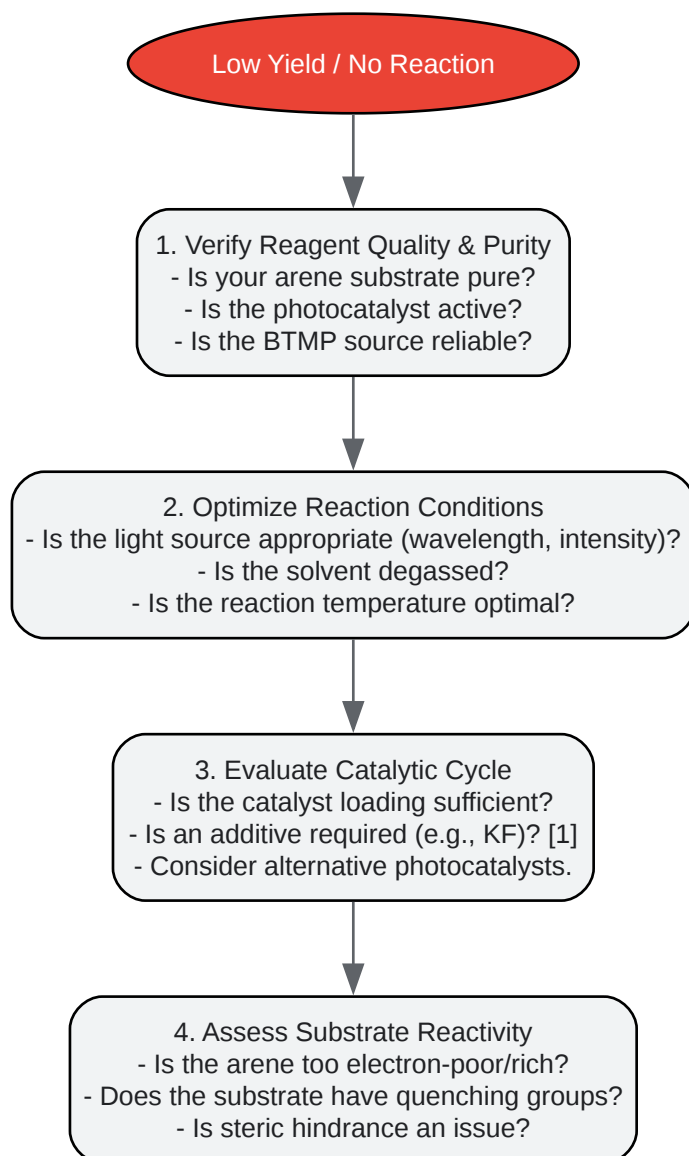 Low Yield / No Reaction
1. Verify Reagent Quality & Purity
- Is your arene substrate pure?
- Is the photocatalyst active?
- Is the BTMP source reliable?
2. Optimize Reaction Conditions
- Is the light source appropriate (wavelength, intensity)?
- Is the solvent degassed?
- Is the reaction temperature optimal?
3. Evaluate Catalytic Cycle
- Is the catalyst loading sufficient?
- Is an additive required (e.g., KF)? [1]
- Consider alternative photocatalysts.
4. Assess Substrate Reactivity
- Is the arene too electron-poor/rich?
- Does the substrate have quenching groups?
- Is steric hindrance an issue?